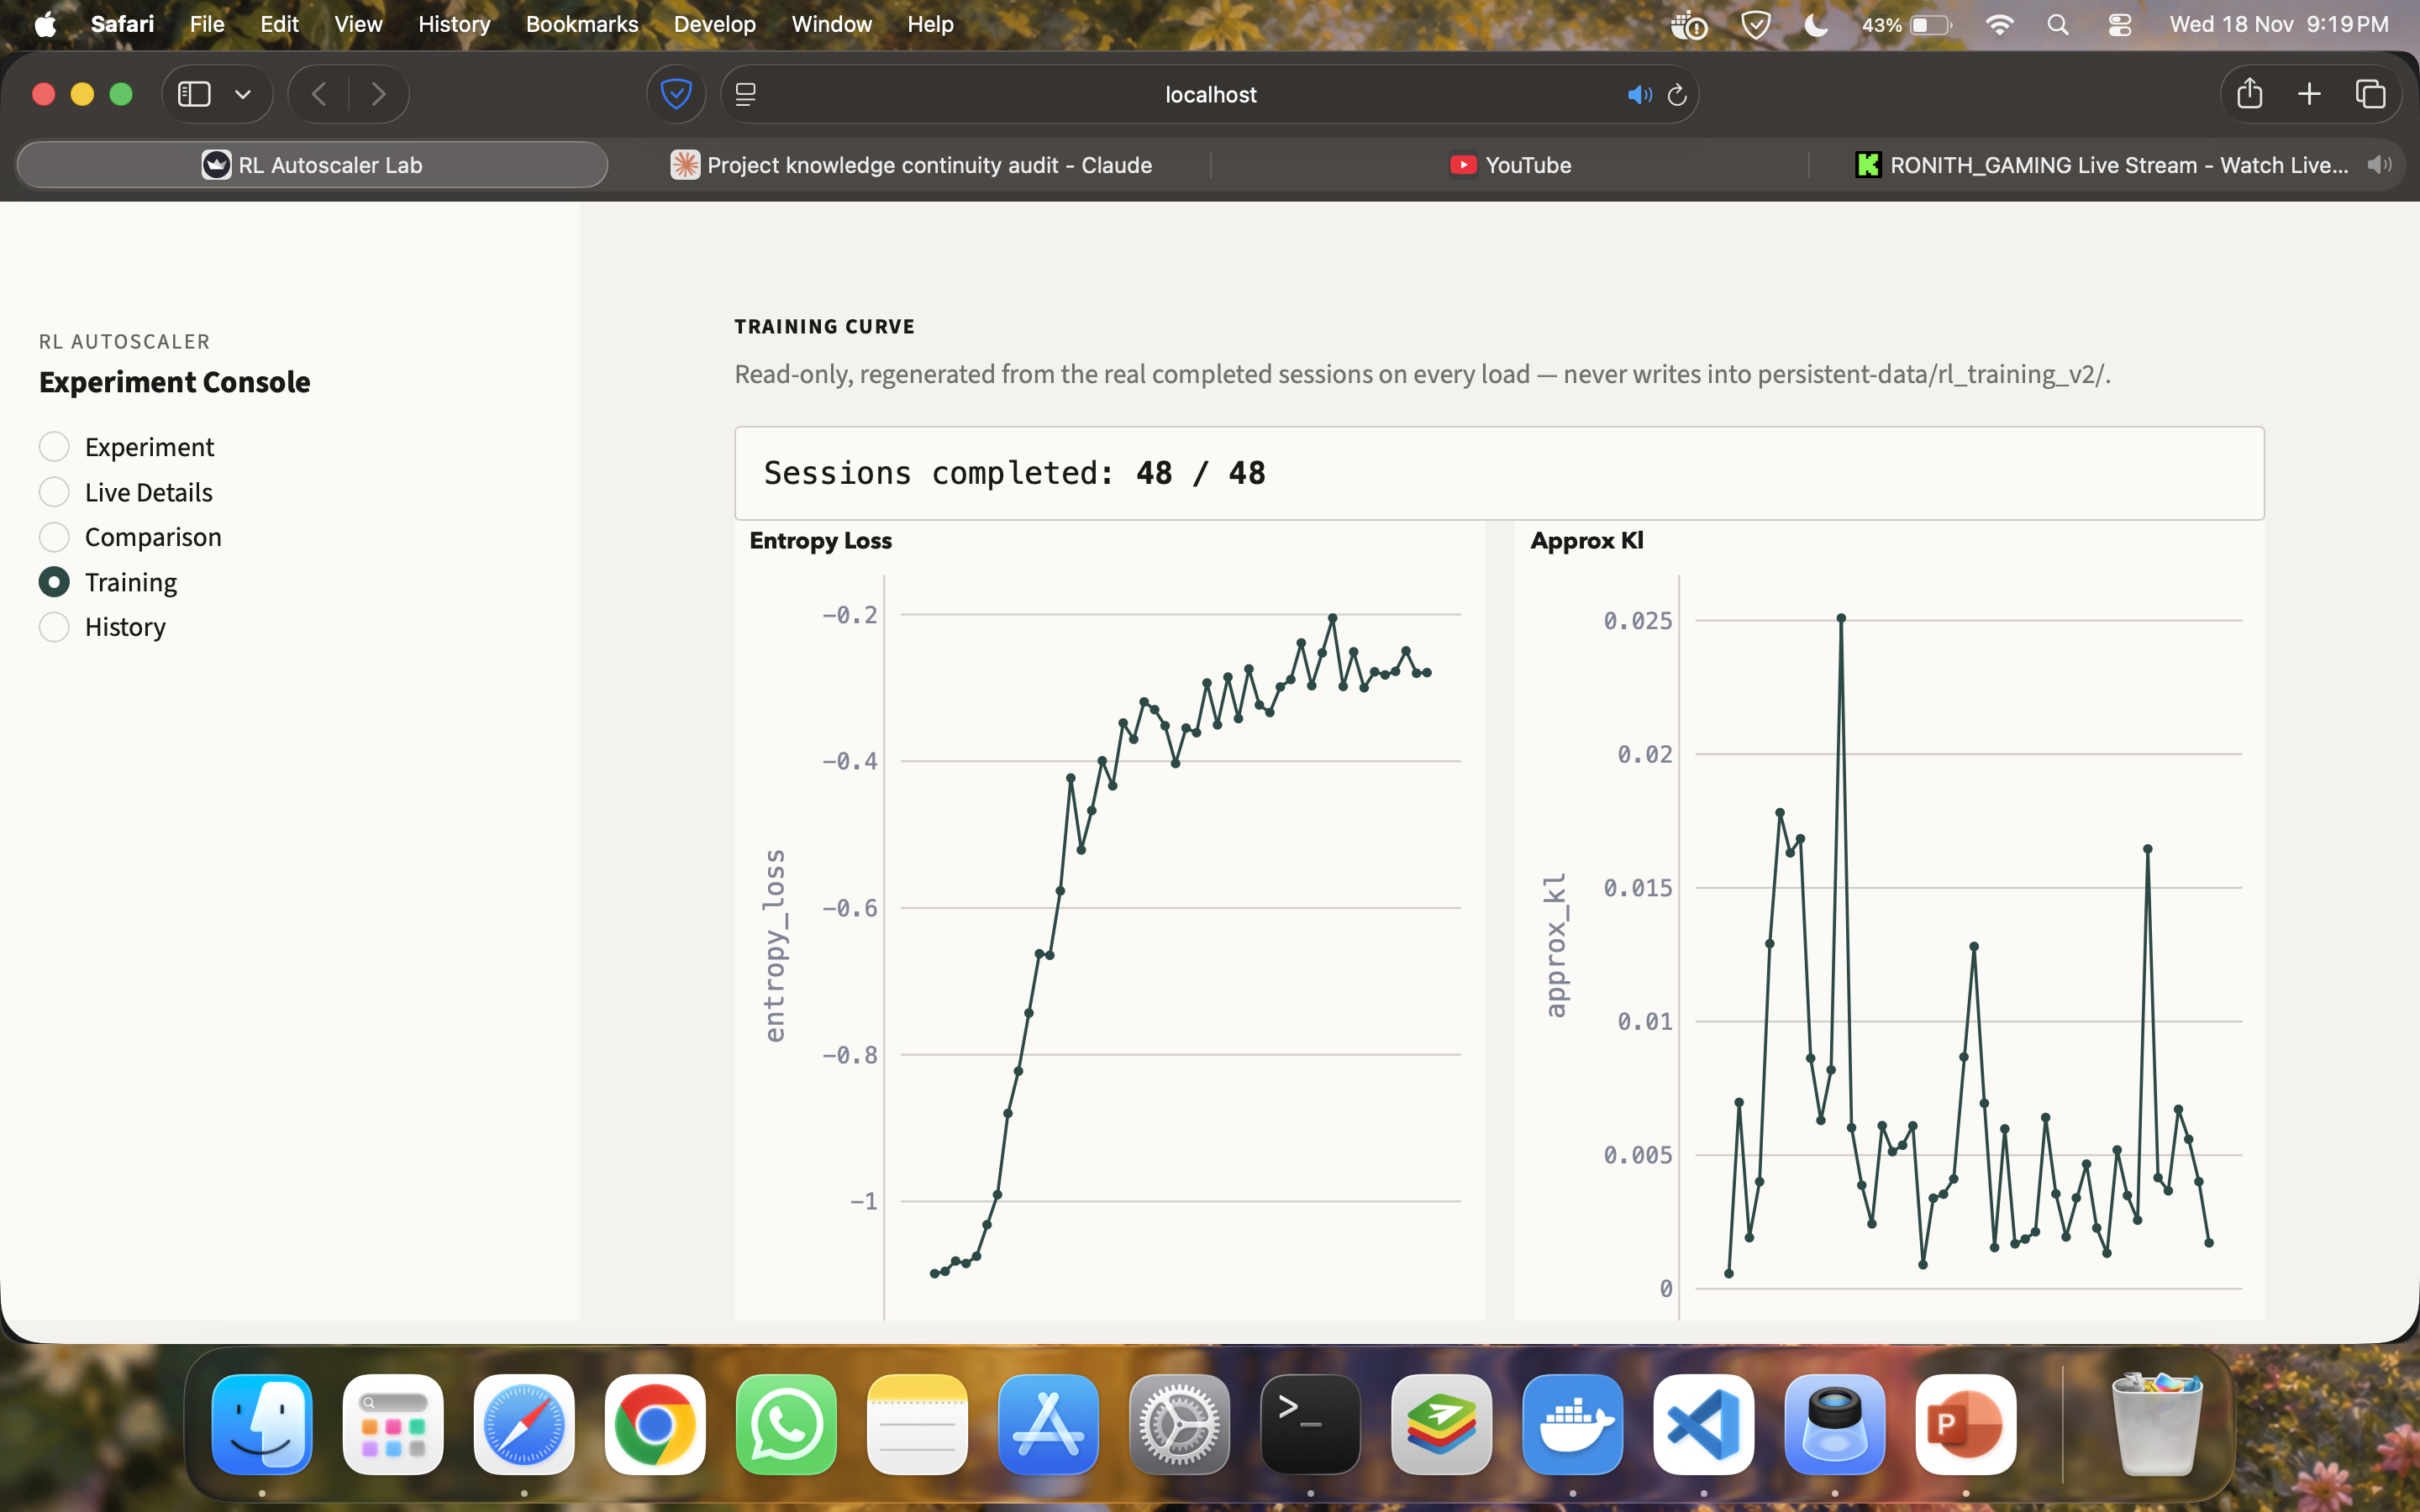 Safari File Edit View History Bookmarks Develop Window Help 43% Wed 18 Nov 9:19 PM
localhost
RL Autoscaler Lab Project knowledge continuity audit - Claude YouTube RONITH_GAMING Live Stream - Watch Live...
RL AUTOSCALER
Experiment Console
Experiment
Live Details
Comparison
Training
History
TRAINING CURVE
Read-only, regenerated from the real completed sessions on every load — never writes into persistent-data/rl_training_v2/.
Sessions completed: 48 / 48
Entropy Loss
entropy_loss
−0.2
−0.4
−0.6
−0.8
−1
Approx Kl
approx_kl
0.025
0.02
0.015
0.01
0.005
0
>_
P